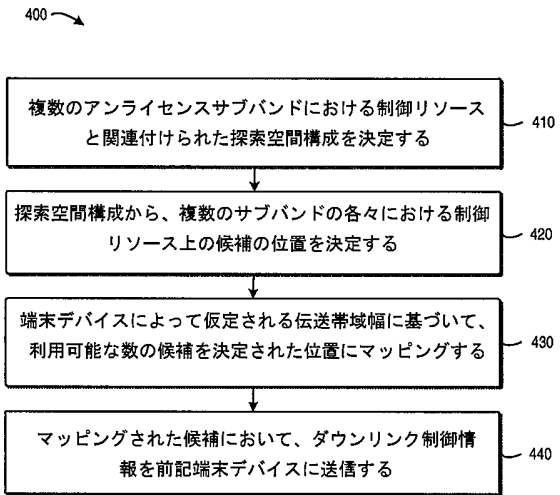 400
複数のアンライセンスサブバンドにおける制御リソース
と関連付けられた探索空間構成を決定する
410
探索空間構成から、複数のサブバンドの各々における制御
リソース上の候補の位置を決定する
420
端末デバイスによって仮定される伝送帯域幅に基づいて、
利用可能な数の候補を決定された位置にマッピングする
430
マッピングされた候補において、ダウンリンク制御情
報を前記端末デバイスに送信する
440